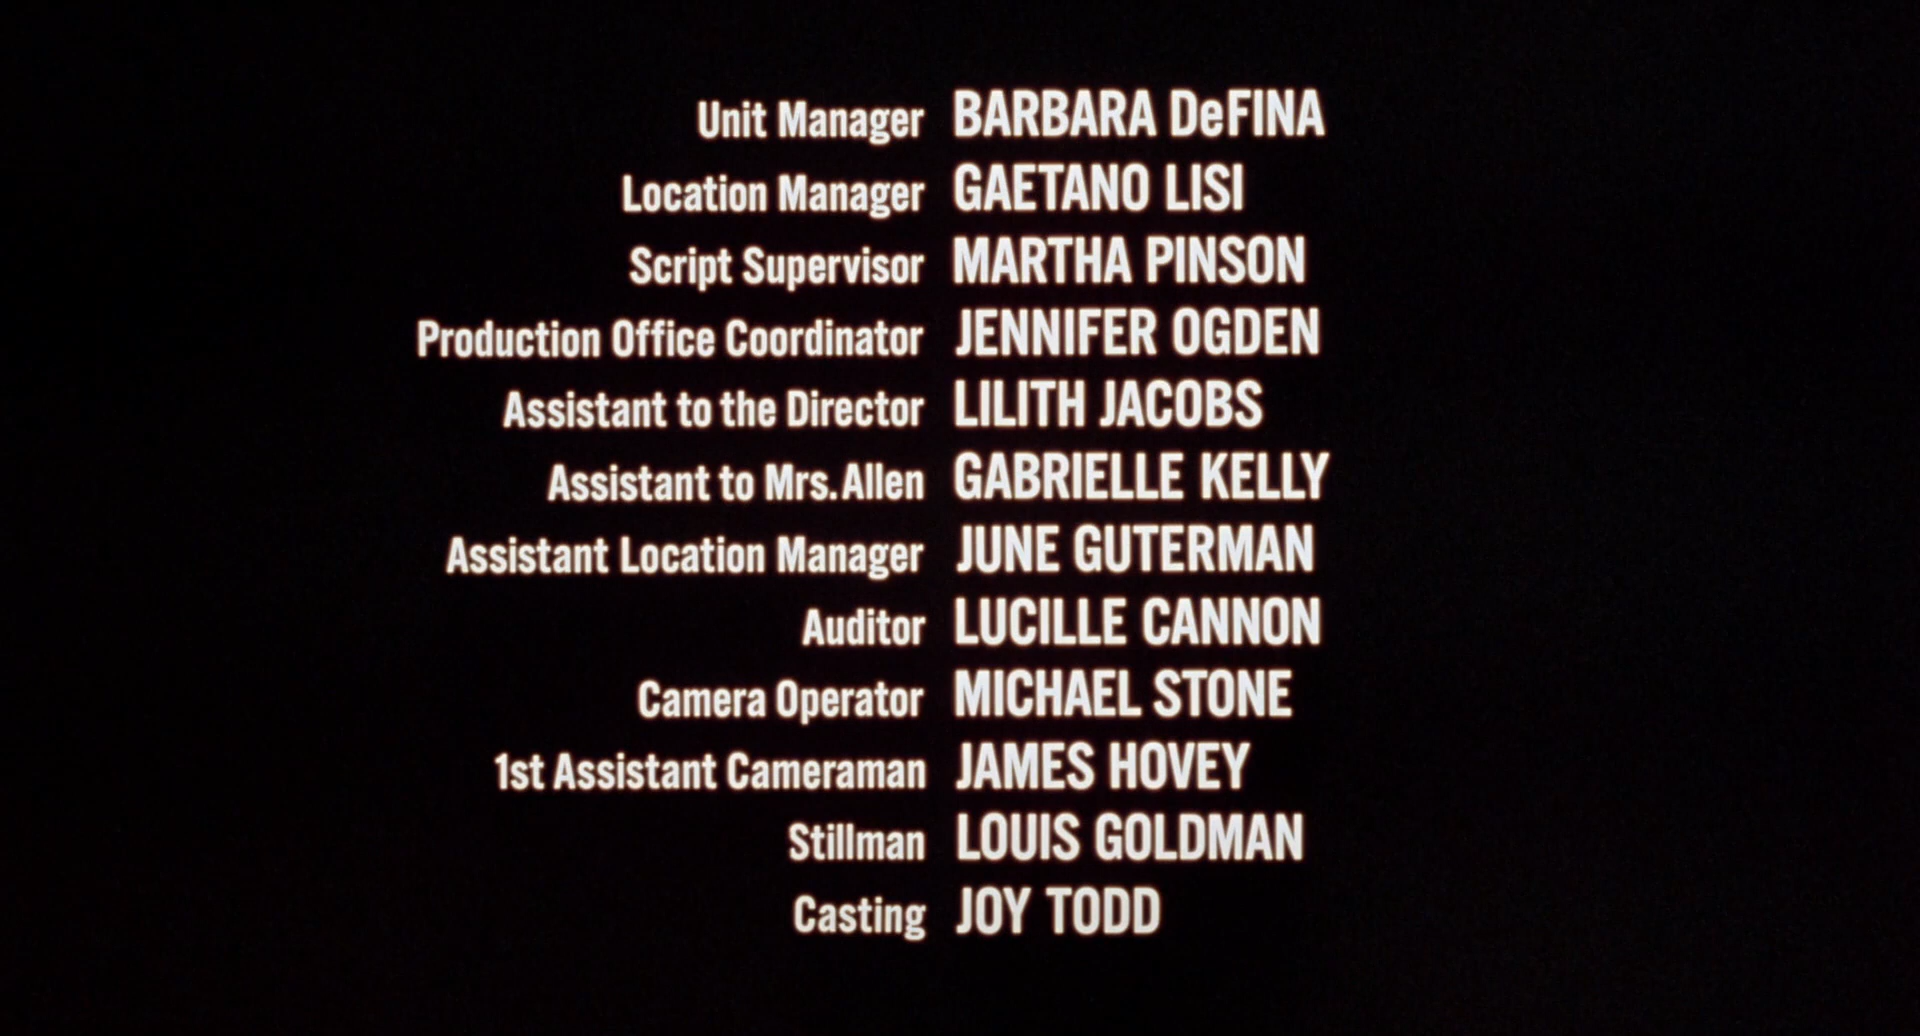 Unit Manager BARBARA DeFINA
Location Manager GAETANO LISI
Script Supervisor MARTHA PINSON
Production Office Coordinator JENNIFER OGDEN
Assistant to the Director LILITH JACOBS
Assistant to Mrs. Allen GABRIELLE KELLY
Assistant Location Manager JUNE GUTERMAN
Auditor LUCILLE CANNON
Camera Operator MICHAEL STONE
1st Assistant Cameraman JAMES HOVEY
Stillman LOUIS GOLDMAN
Casting JOY TODD